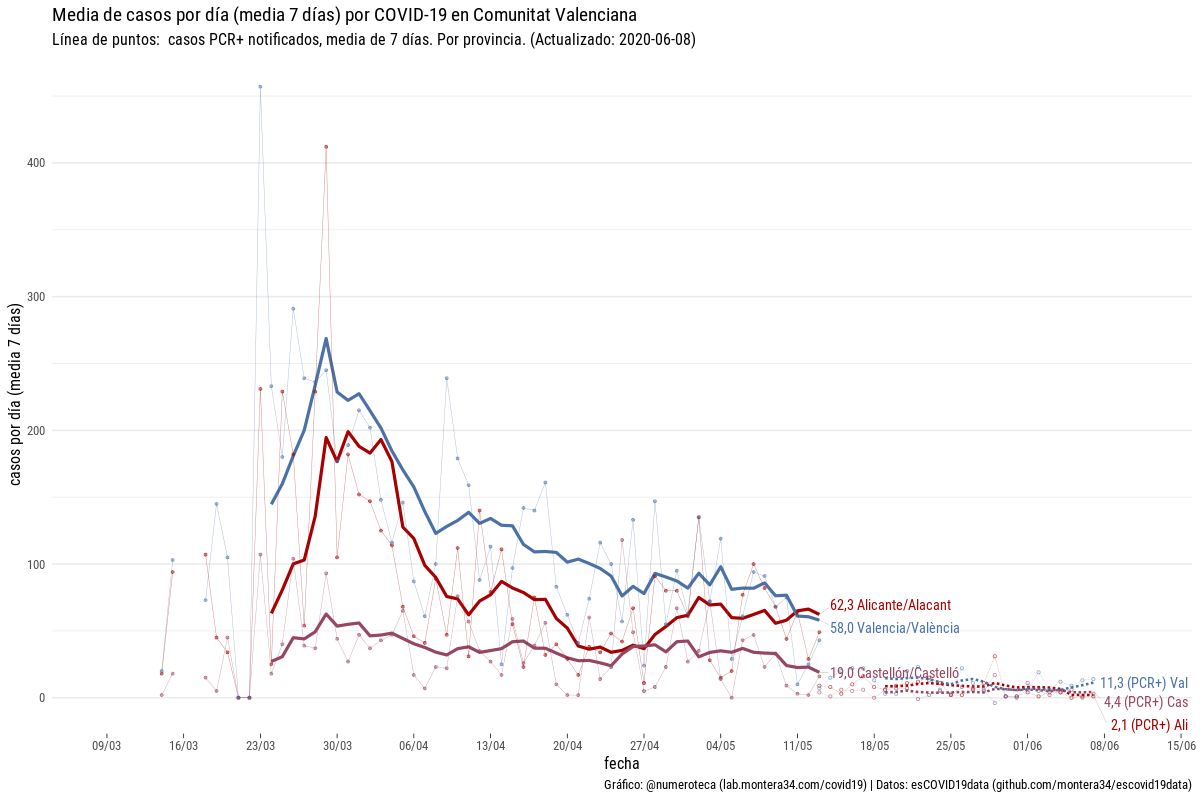 Media de casos por día (media 7 días) por COVID-19 en Comunitat Valenciana
Línea de puntos: casos PCR+ notificados, media de 7 días. Por provincia. (Actualizado: 2020-06-08)
casos por día (media 7 días)
400
300
200
100
0
62,3 Alicante/Alacant
58,0 Valencia/València
19,0 Castellón/Castelló
11,3 (PCR+) Val
4,4 (PCR+) Cas
2,1 (PCR+) Ali
09/03 16/03 23/03 30/03 06/04 13/04 20/04 27/04 04/05 11/05 18/05 25/05 01/06 08/06 15/06
fecha
Gráfico: @numeroteca (lab.montera34.com/covid19) | Datos: esCOVID19data (github.com/montera34/escovid19data)